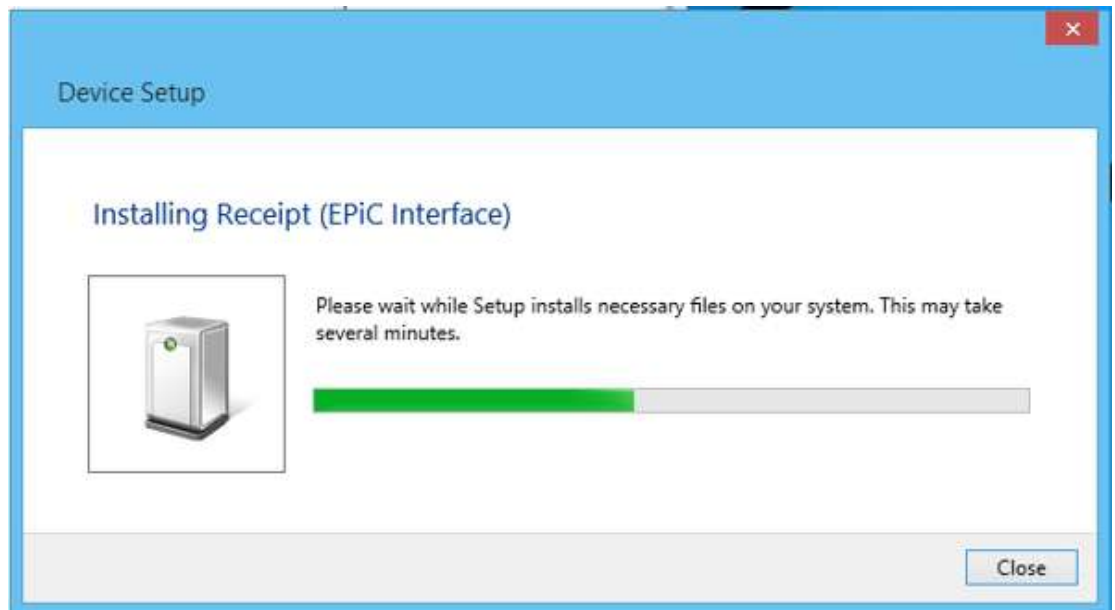 Device Setup
Installing Receipt (EPiC Interface)
Please wait while Setup installs necessary files on your system. This may take
several minutes.
Close